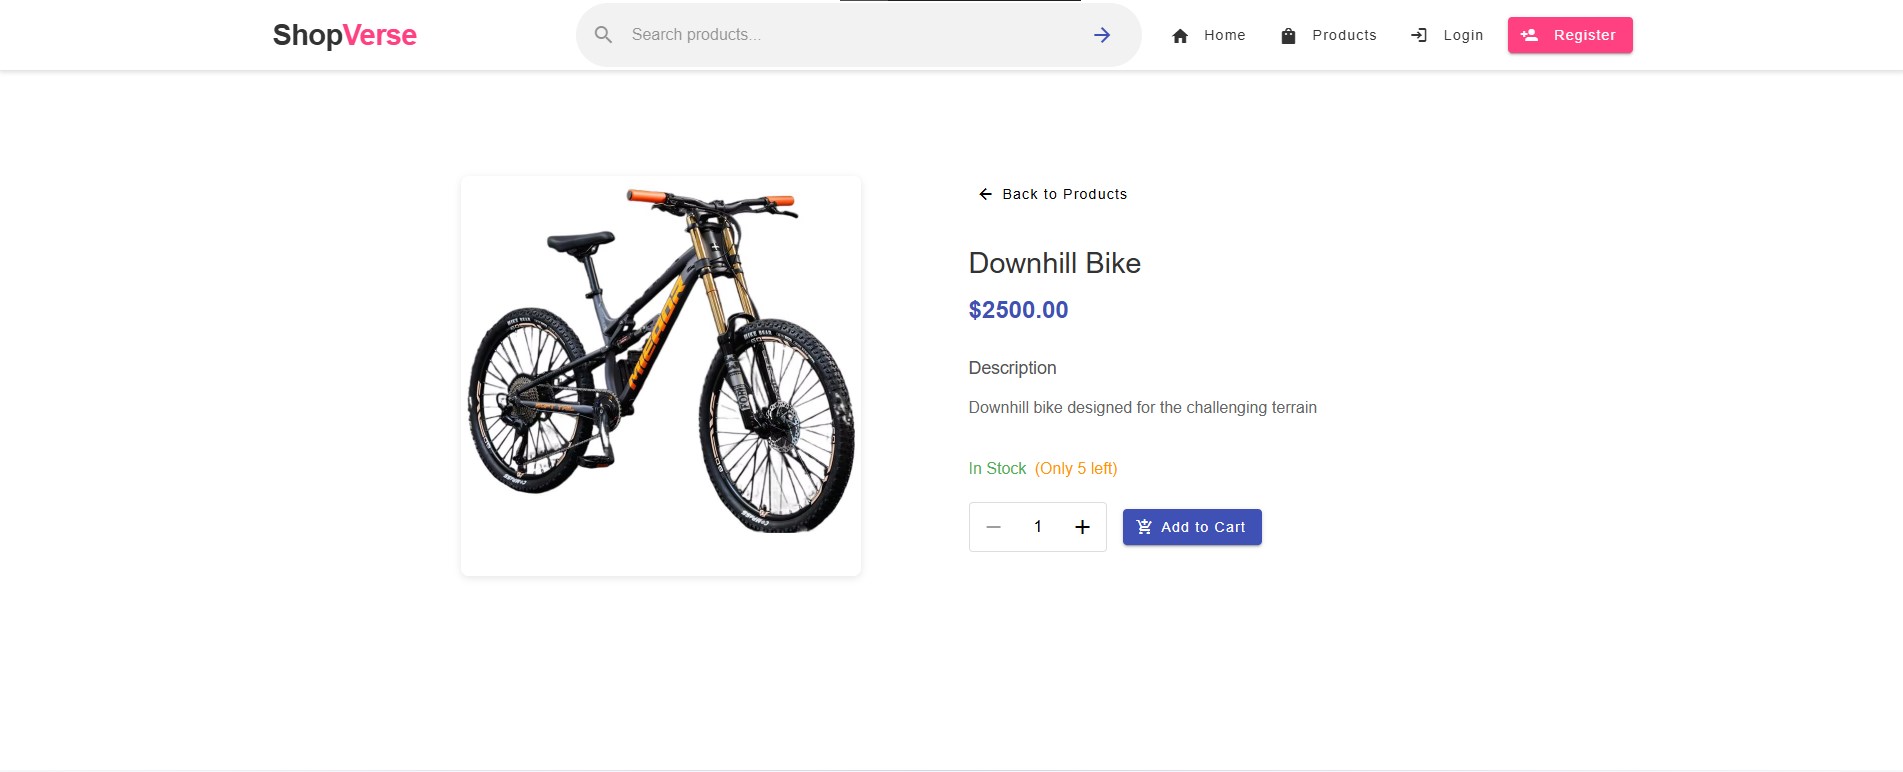 ShopVerse
Search products...
Home
Products
Login
Register
Back to Products
Downhill Bike
$2500.00
Description
Downhill bike designed for the challenging terrain
In Stock (Only 5 left)
1
Add to Cart